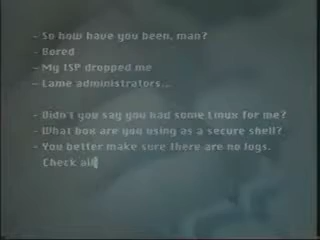 - So how have you been, man?
- Bored
- My ISP dropped me
- Lame administrators...
- Didn't you say you had some Linux for me?
- What box are you using as a secure shell?
- You better make sure there are no logs.
Check all